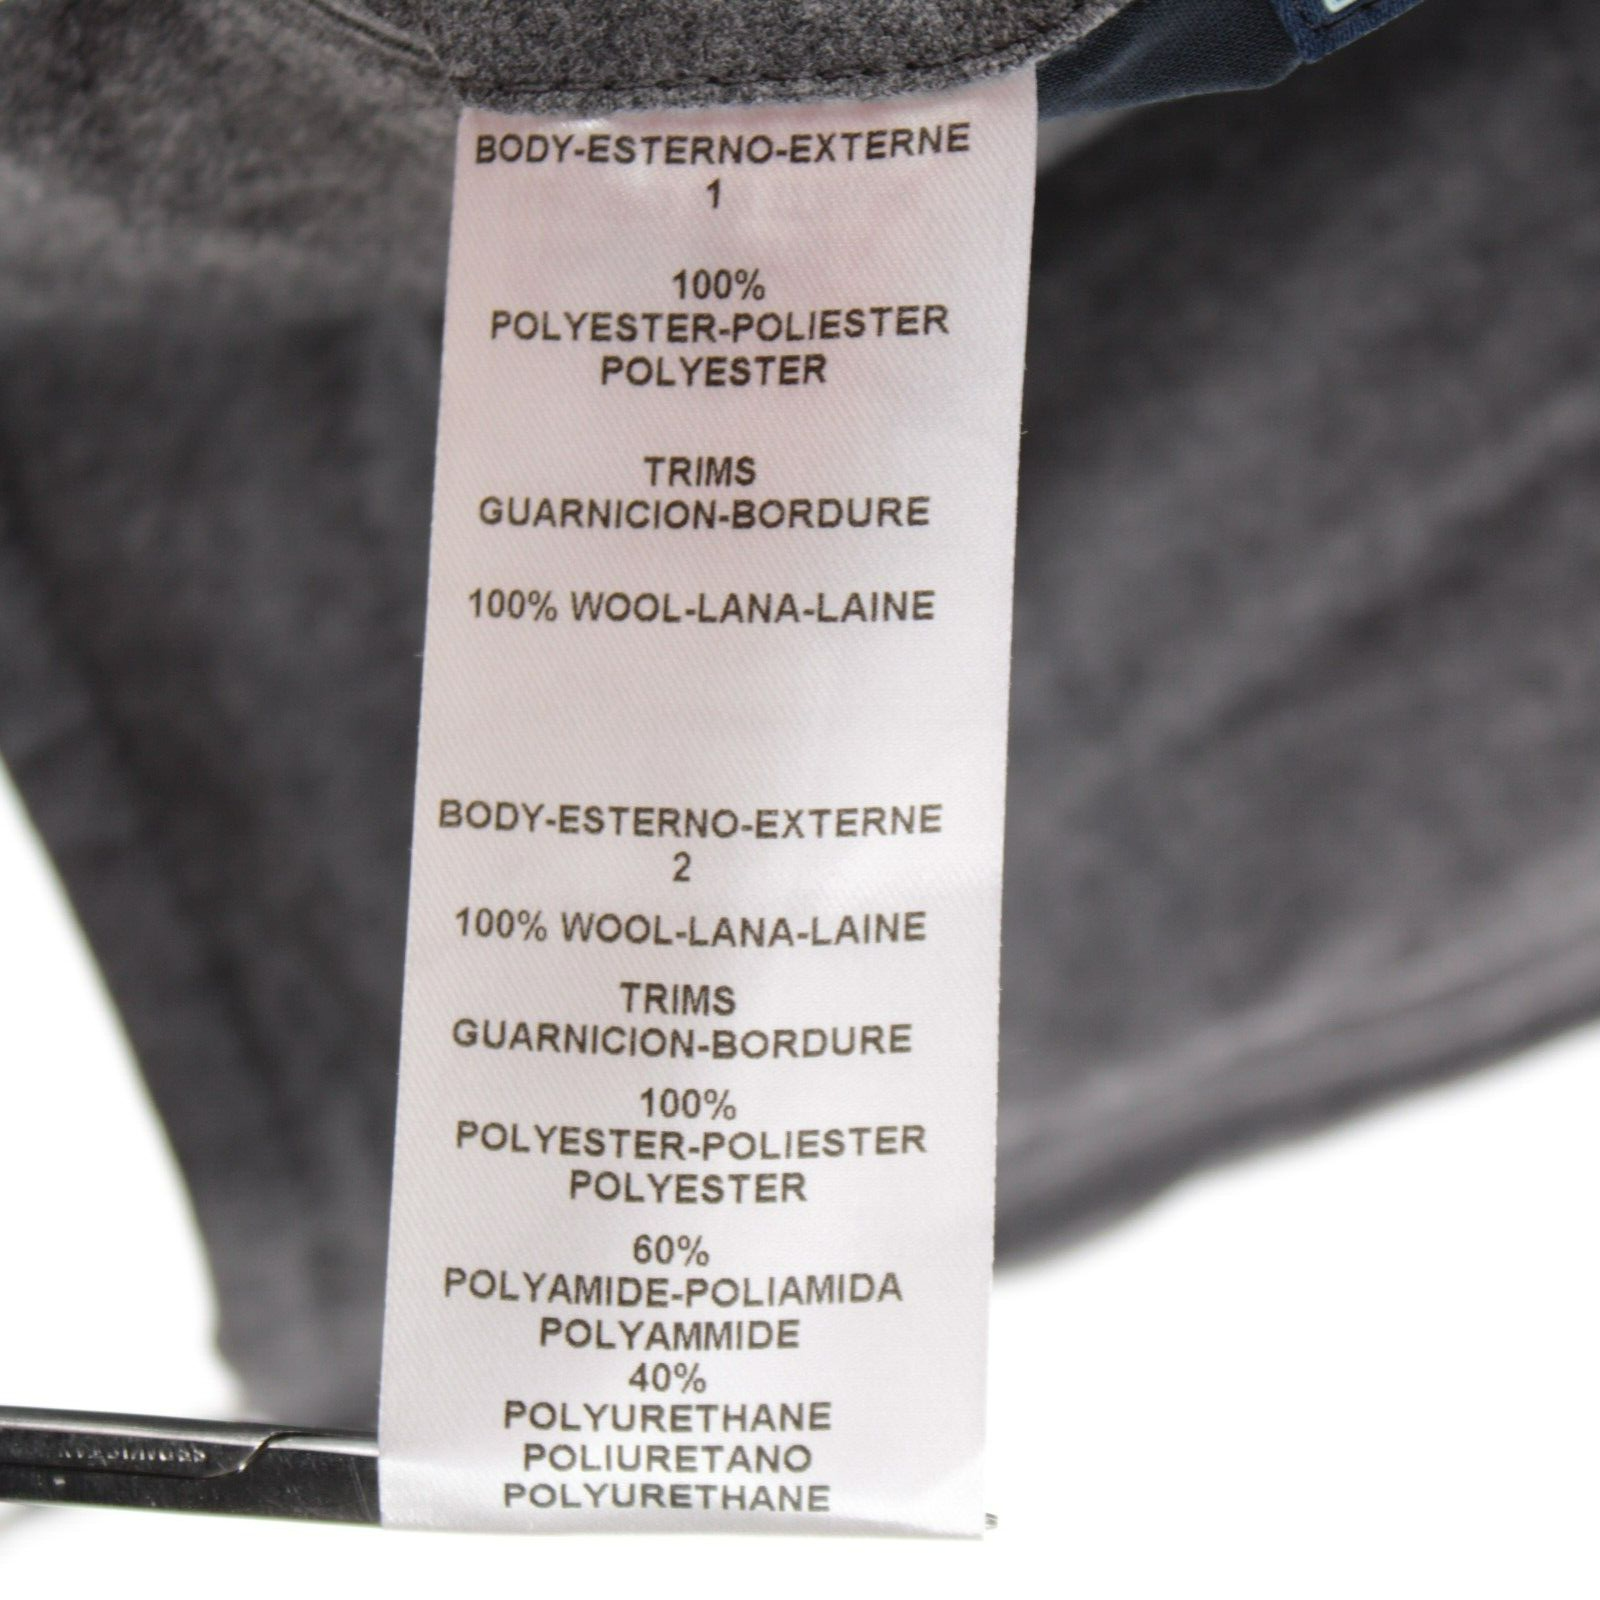 BODY-ESTERNO-EXTERNE
1
100%
POLYESTER-POLIESTER
POLYESTER
TRIMS
GUARNICION-BORDURE
100% WOOL-LANA-LAINE
BODY-ESTERNO-EXTERNE
2
100% WOOL-LANA-LAINE
TRIMS
GUARNICION-BORDURE
100%
POLYESTER-POLIESTER
POLYESTER
60%
POLYAMIDE-POLIAMIDA
POLYAMMIDE
40%
POLYURETHANE
POLIURETANO
POLYURETHANE